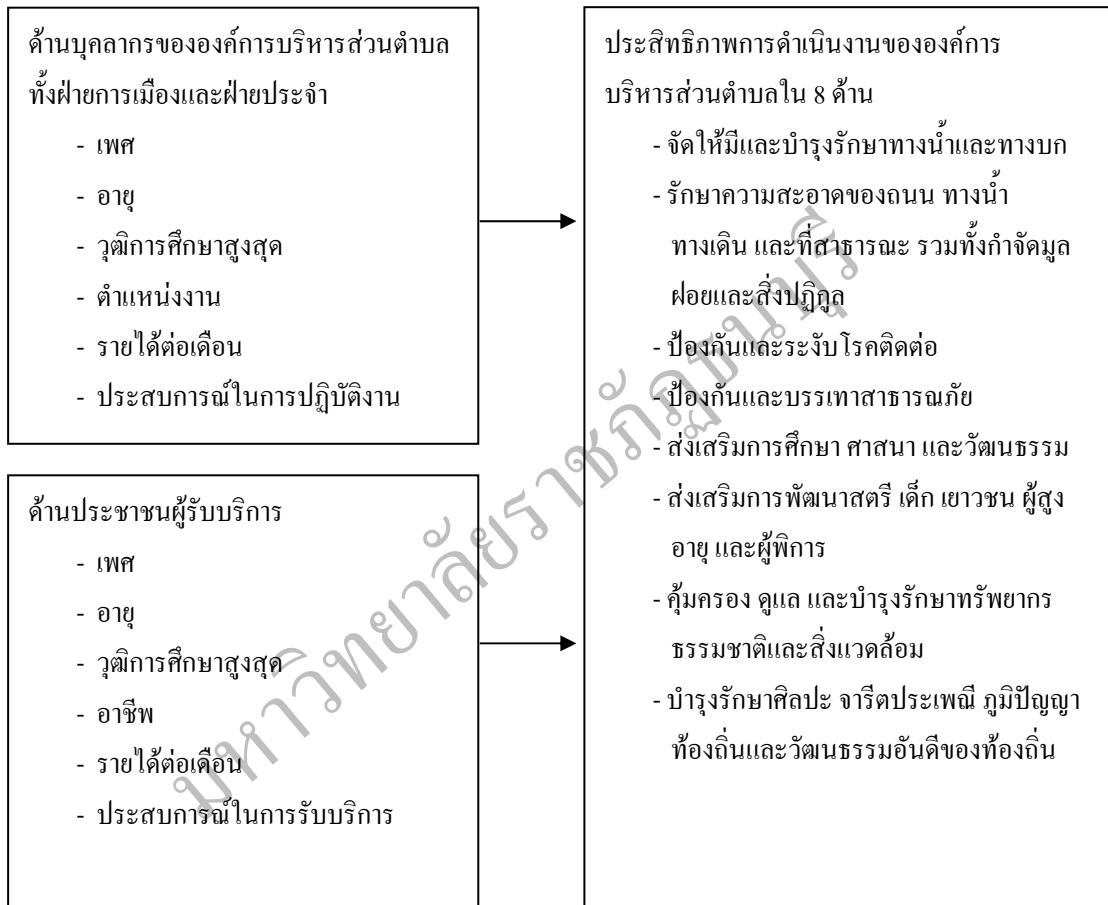 ด้านบุคลากรขององค์การบริหารส่วนตำบล
ทั้งฝ่ายการเมืองและฝ่ายประจำ
- เพศ
- อายุ
- วุฒิการศึกษาสูงสุด
- ตำแหน่งงาน
- รายได้ต่อเดือน
- ประสบการณ์ในการปฏิบัติงาน
ด้านประชาชนผู้รับบริการ
- เพศ
- อายุ
- วุฒิการศึกษาสูงสุด
- อาชีพ
- รายได้ต่อเดือน
- ประสบการณ์ในการรับบริการ
ประสิทธิภาพการดำเนินงานขององค์การ
บริหารส่วนตำบลใน 8 ด้าน
- จัดให้มีและบำรุงรักษาทางน้ำและทางบก
- รักษาความสะอาดของถนน ทางน้ำ
ทางเดิน และที่สาธารณะ รวมทั้งกำจัดมูล
ฝอยและสิ่งปฏิกูล
- ป้องกันและระงับโรคติดต่อ
- ป้องกันและบรรเทาสาธารณภัย
- ส่งเสริมการศึกษา ศาสนา และวัฒนธรรม
- ส่งเสริมการพัฒนาสตรี เด็ก เยาวชน ผู้สูง
อายุ และผู้พิการ
- คุ้มครอง ดูแล และบำรุงรักษาทรัพยากร
ธรรมชาติและสิ่งแวดล้อม
- บำรุงรักษาศิลปะ จารีตประเพณี ภูมิปัญญา
ท้องถิ่นและวัฒนธรรมอันดีของท้องถิ่น
มหาวิทยาลัยราชภัฏธนบุรี